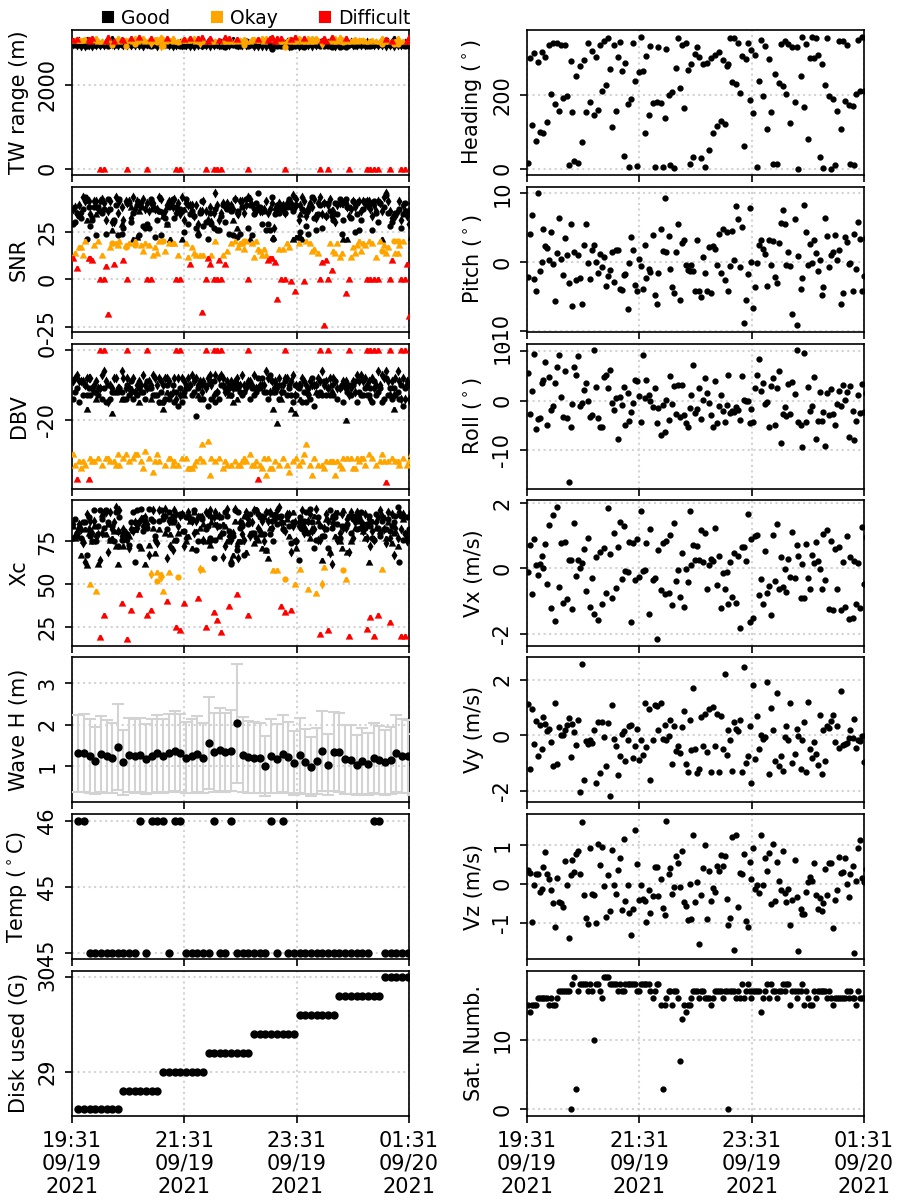 Good Okay Difficult
TW range (m)
2000
0
SNR
25
0
-25
DBV
0
-20
Xc
75
50
25
Wave H (m)
3
2
1
Temp (°C)
46
45
45
Disk used (G)
30
29
19:31 21:31 23:31 01:31
09/19 09/19 09/19 09/20
2021 2021 2021 2021
Heading (°)
200
0
Pitch (°)
10
0
-10
Roll (°)
10
0
-10
Vx (m/s)
2
0
-2
Vy (m/s)
2
0
-2
Vz (m/s)
1
0
-1
Sat. Numb.
10
0
19:31 21:31 23:31 01:31
09/19 09/19 09/19 09/20
2021 2021 2021 2021